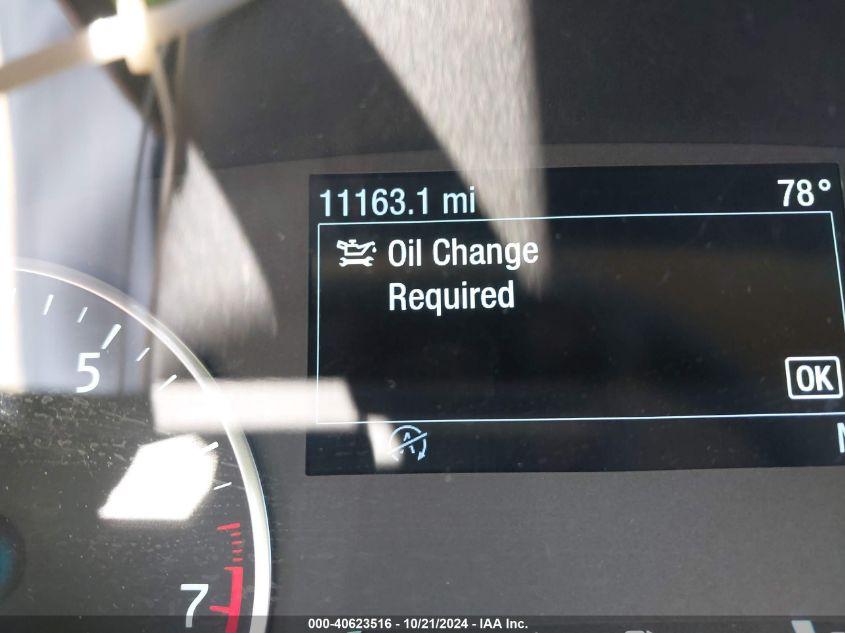 11163.1 mi 78°
Oil Change
Required
OK
5
7
000-40623516 - 10/21/2024 - IAA Inc.